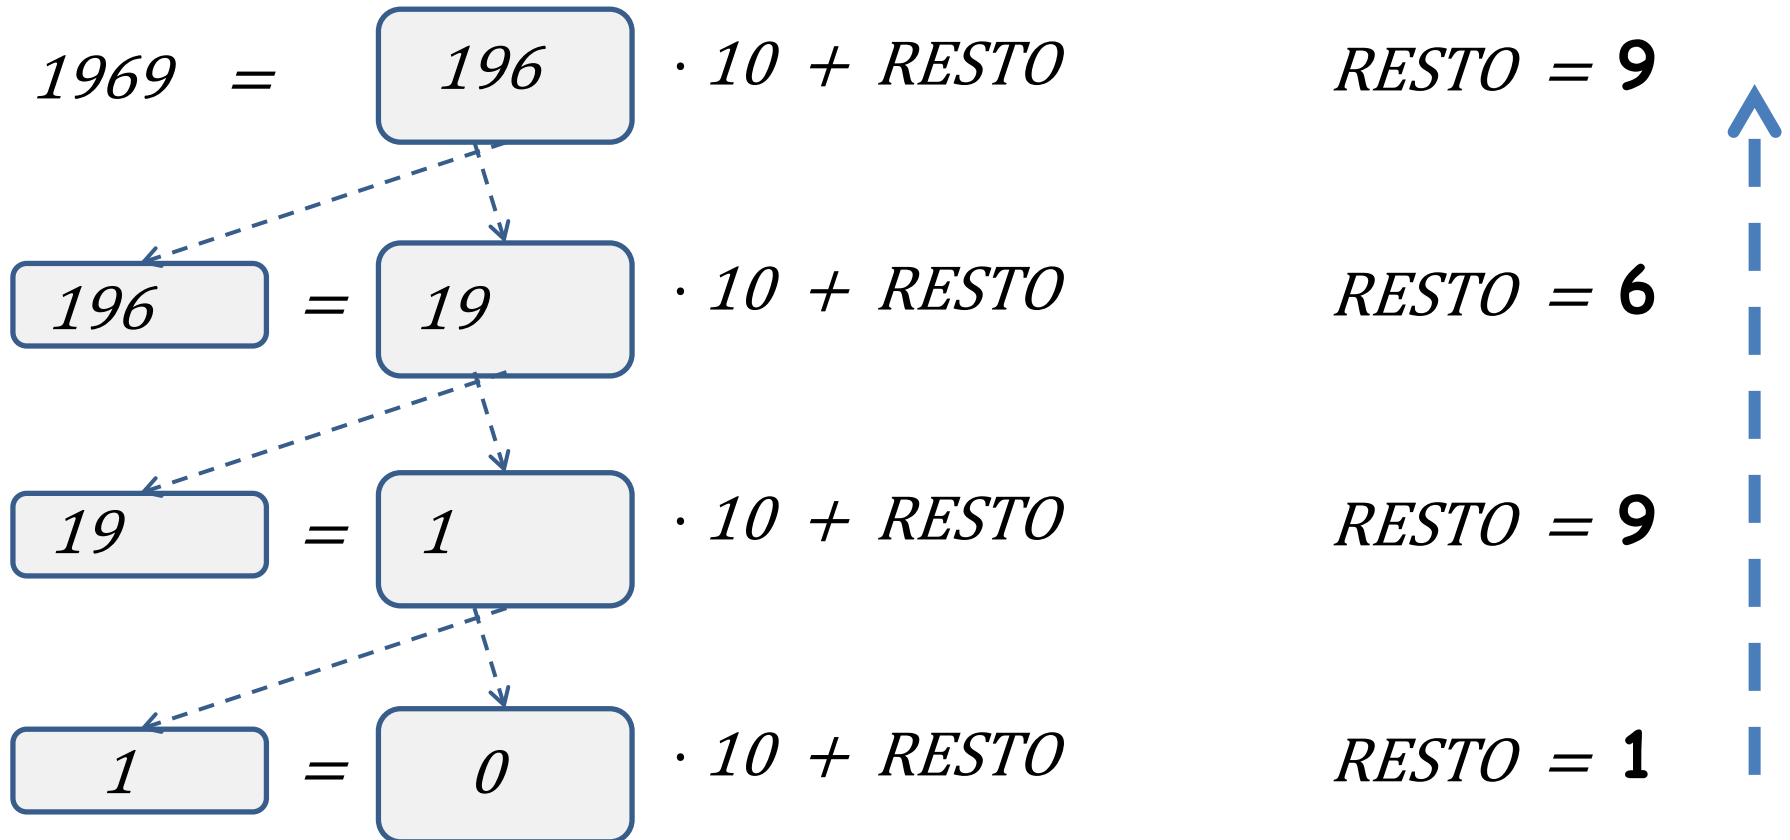 1969 = 196 · 10 + RESTO RESTO = 9
196 = 19 · 10 + RESTO RESTO = 6
19 = 1 · 10 + RESTO RESTO = 9
1 = 0 · 10 + RESTO RESTO = 1